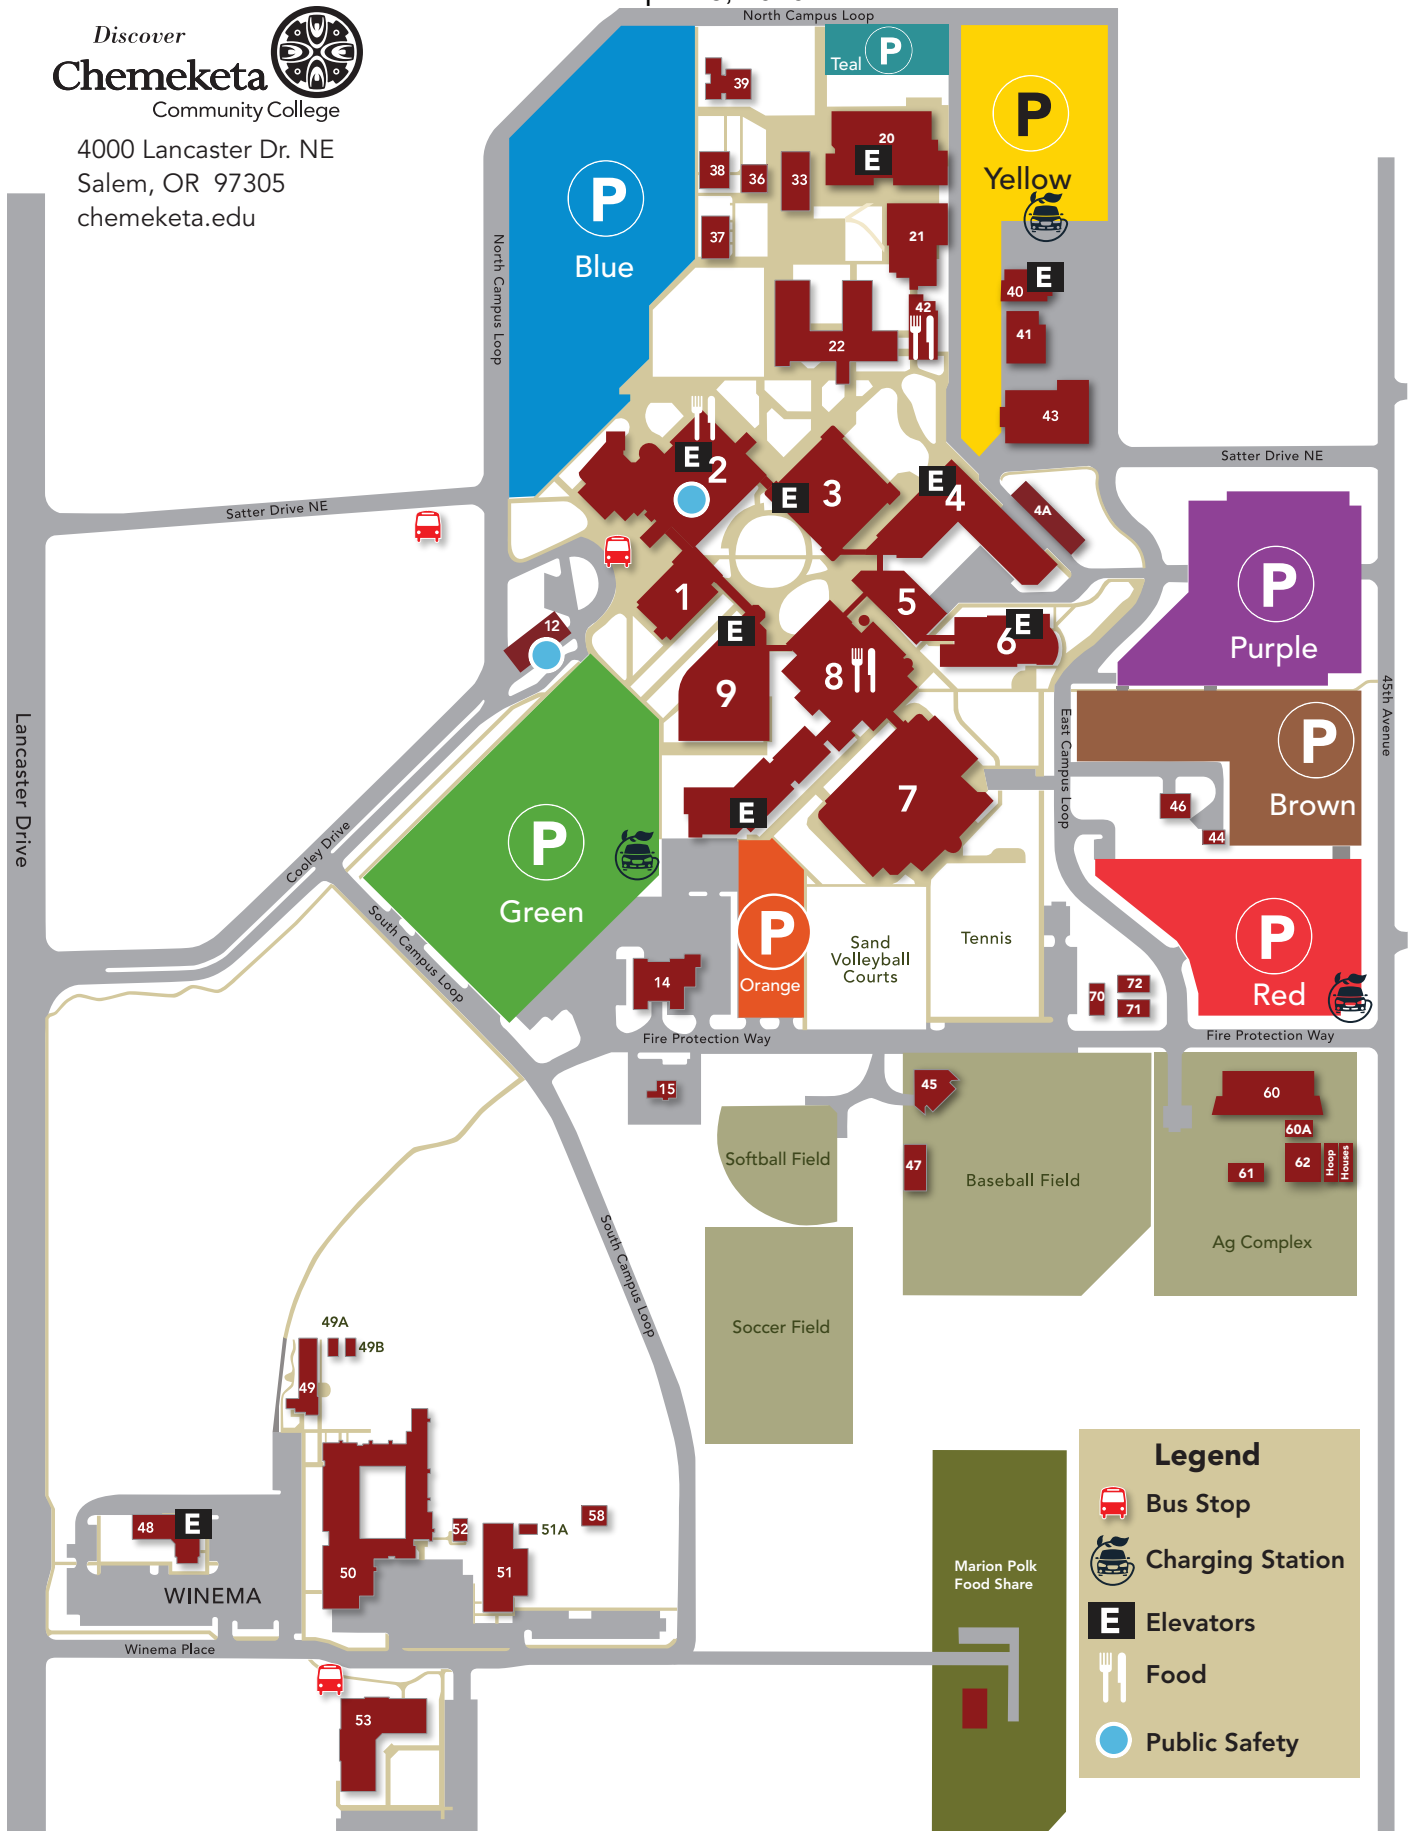 North Campus Loop
Discover
Chemeketa
Community College
4000 Lancaster Dr. NE
Salem, OR 97305
chemeketa.edu
P
Teal
P
Yellow
P
Blue
North Campus Loop
39
38
36
33
37
20
E
21
42
22
40
E
41
43
Satter Drive NE
Satter Drive NE
E
2
E
3
E
4
4A
1
5
6
E
12
E
9
8
7
E
P
Purple
P
Brown
45th Avenue
East Campus Loop
46
44
P
Red
Lancaster Drive
Cooley Drive
South Campus Loop
P
Green
P
Orange
14
Sand
Volleyball
Courts
Tennis
70
72
71
Fire Protection Way
Fire Protection Way
15
45
47
60
60A
61
62
Hoop
Houses
Softball Field
Baseball Field
Ag Complex
Soccer Field
South Campus Loop
49A
49B
49
48
E
WINEMA
50
52
51
51A
58
Winema Place
53
Marion Polk
Food Share
Legend
Bus Stop
Charging Station
E Elevators
Food
Public Safety